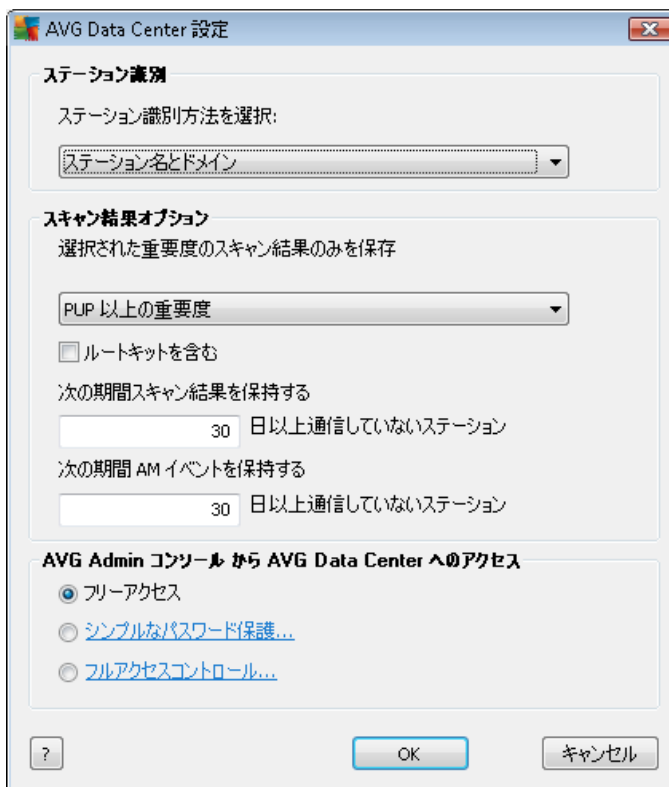 AVG Data Center 設定
ステーション識別
ステーション識別方法を選択:
ステーション名とドメイン
スキャン結果オプション
選択された重要度のスキャン結果のみを保存
PUP 以上の重要度
ルートキットを含む
次の期間スキャン結果を保持する
30 日以上通信していないステーション
次の期間 AM イベントを保持する
30 日以上通信していないステーション
AVG Admin コンソール から AVG Data Center へのアクセス
フリーアクセス
シンプルなパスワード保護...
フルアクセスコントロール...
? OK キャンセル